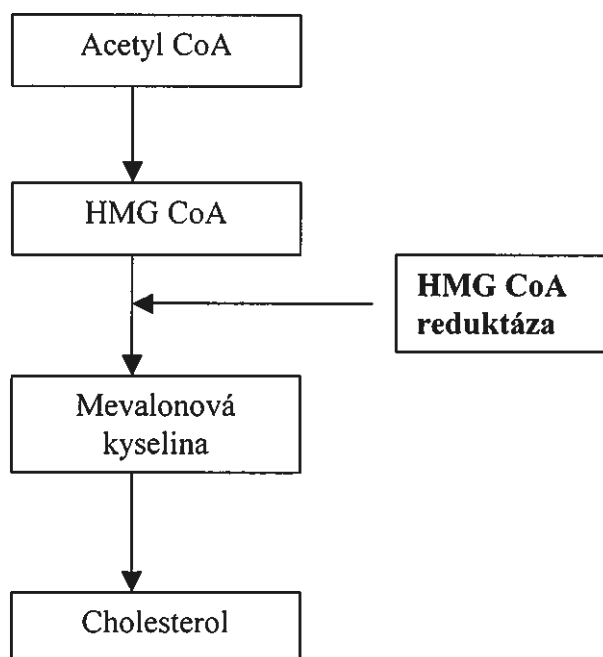 Acetyl CoA
HMG CoA
HMG CoA
reduktáza
Mevalonová
kyselina
Cholesterol